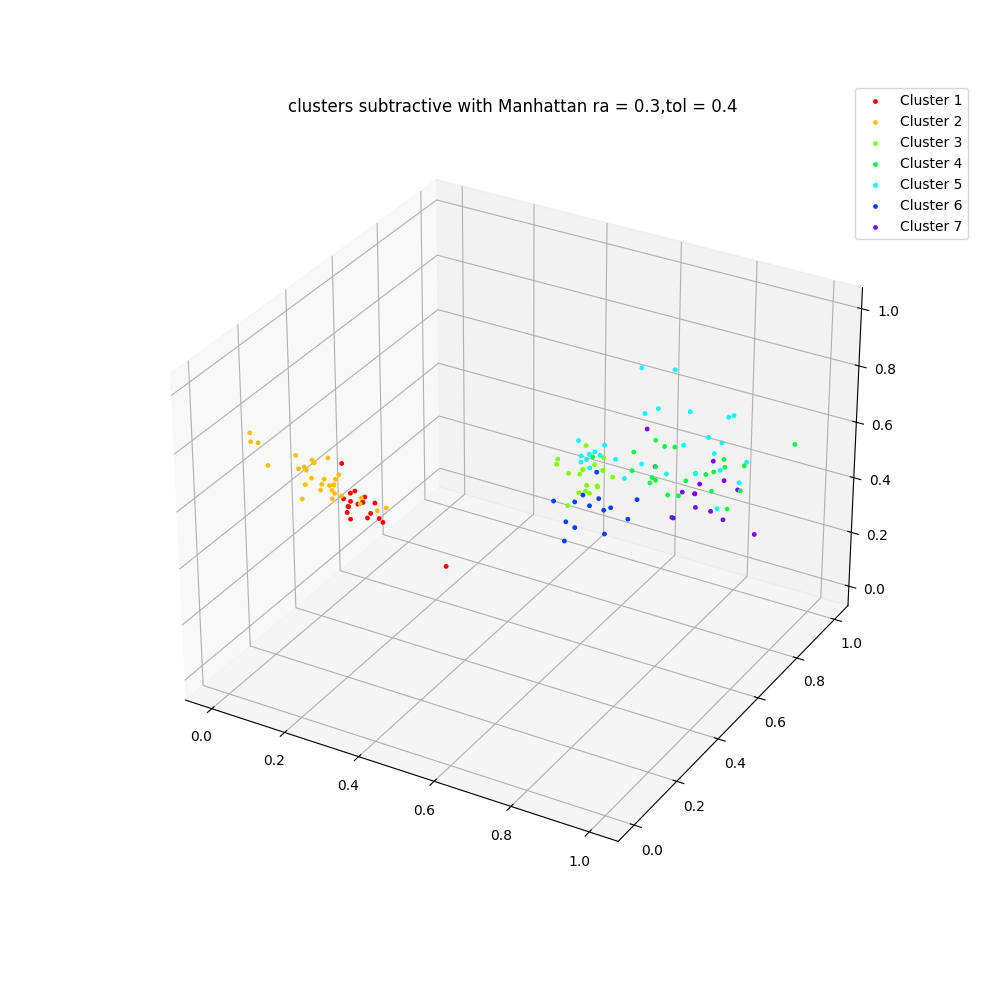 clusters subtractive with Manhattan ra = 0.3,tol = 0.4
Cluster 1
Cluster 2
Cluster 3
Cluster 4
Cluster 5
Cluster 6
Cluster 7
1.0
0.8
0.6
0.4
0.2
0.0
1.0
0.8
0.6
0.4
0.2
0.0
0.0
0.2
0.4
0.6
0.8
1.0